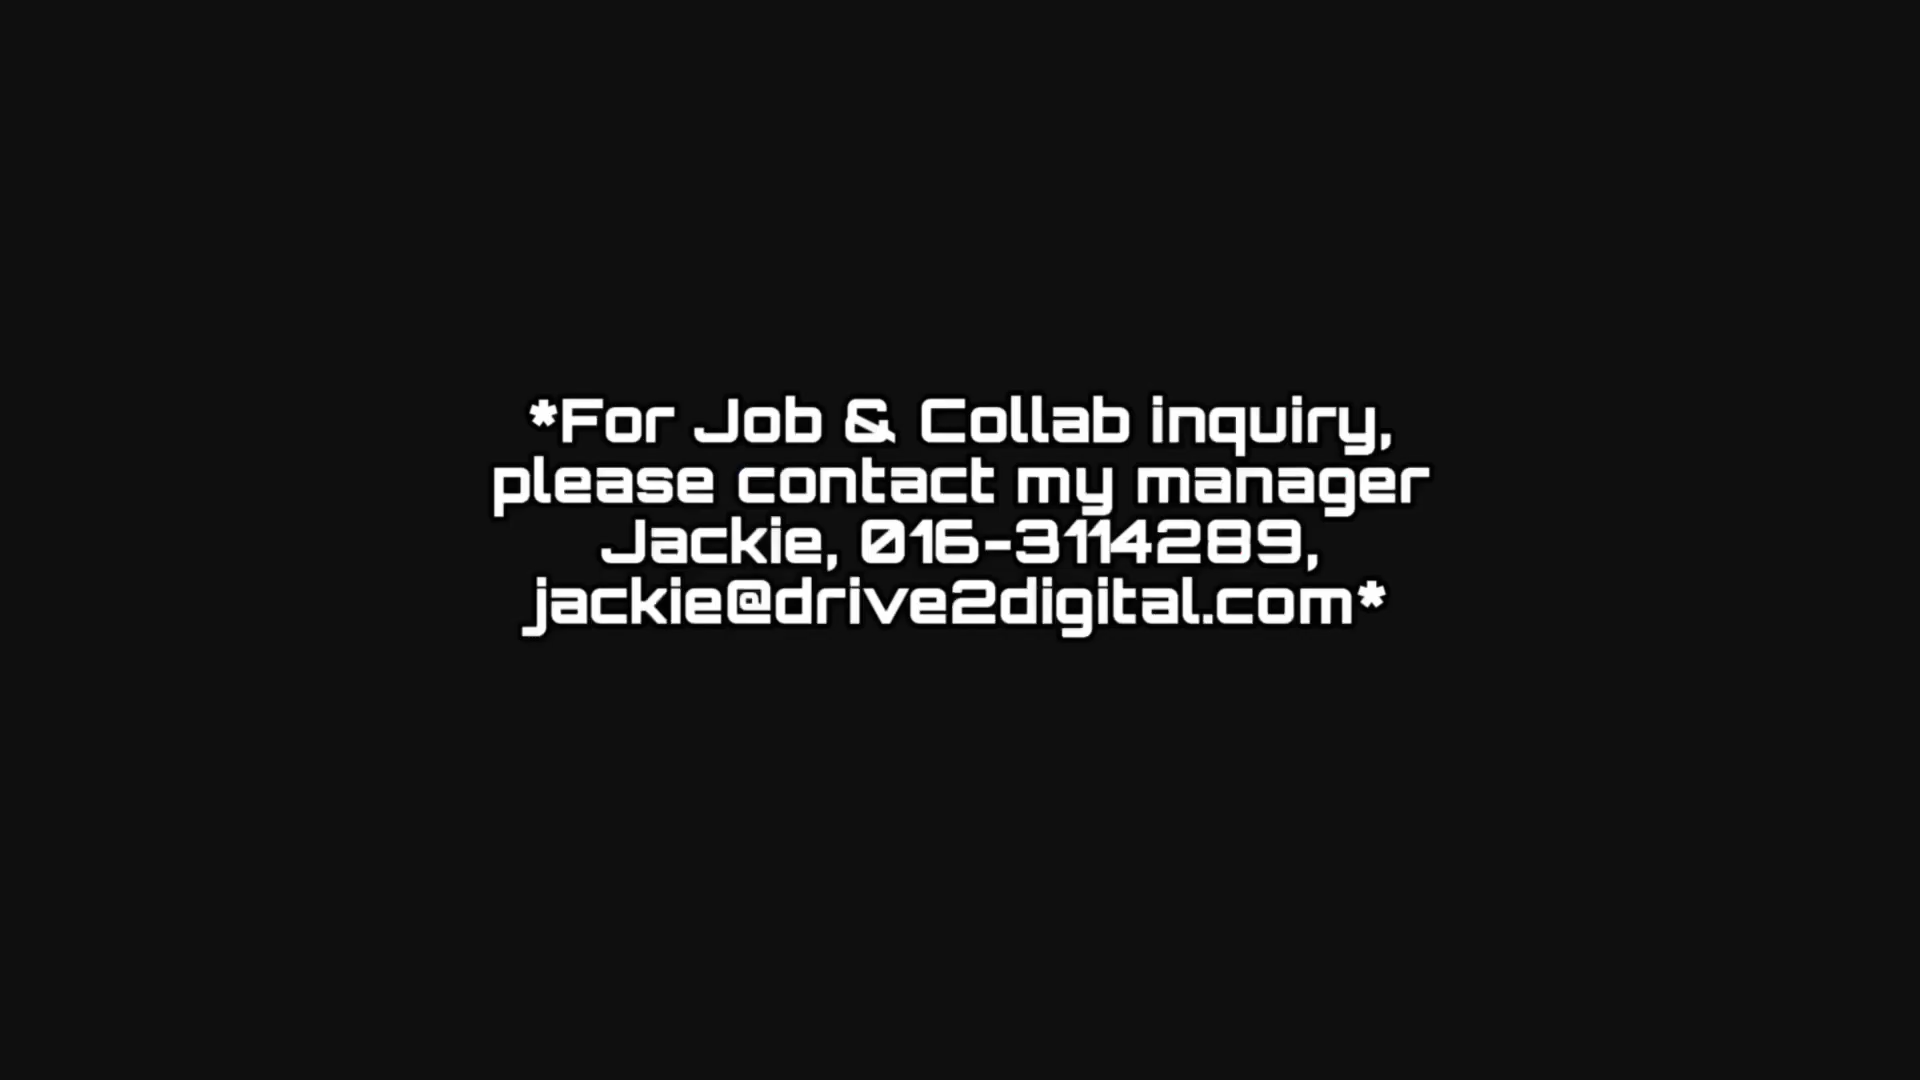 *For Job & Collab inquiry,
please contact my manager
Jackie, 016-3114289,
jackie@drive2digital.com*